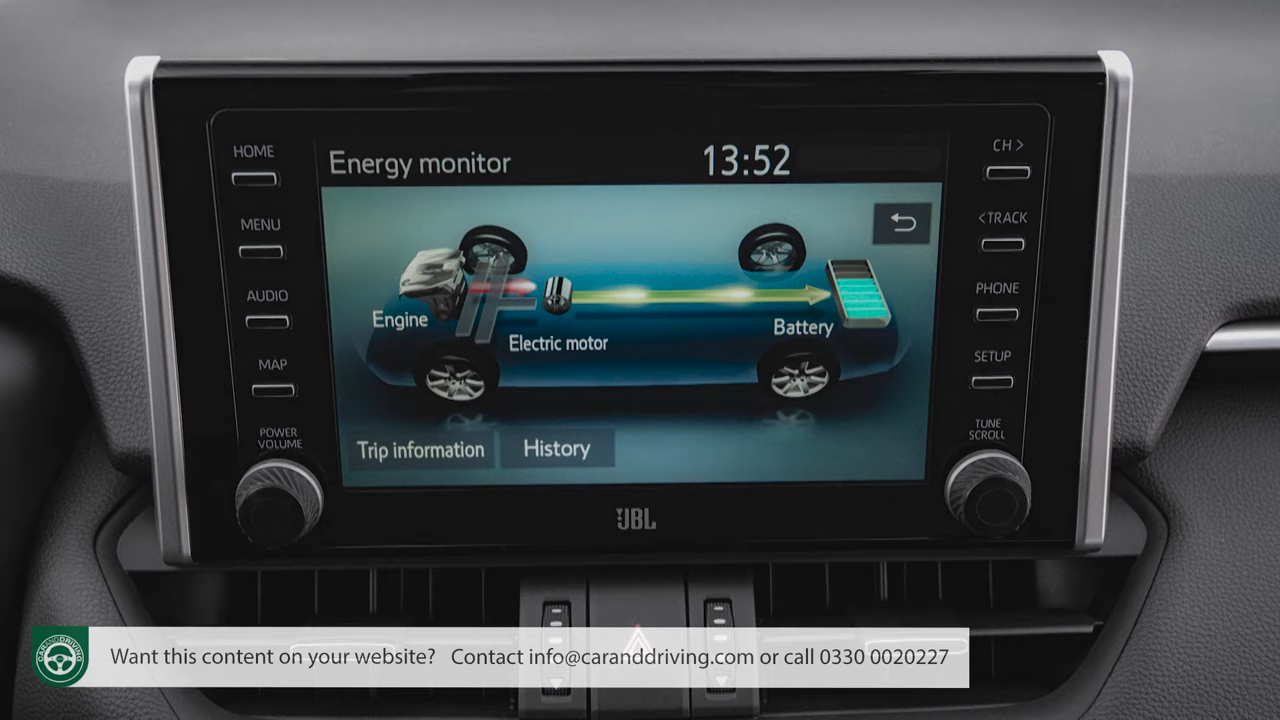 HOME
MENU
AUDIO
MAP
POWER
VOLUME
Energy monitor
13:52
Engine
Electric motor
Battery
Trip information
History
CH >
<TRACK
PHONE
SETUP
TUNE
SCROLL
JBL
CARANDDRIVING
Want this content on your website? Contact info@caranddriving.com or call 0330 0020227